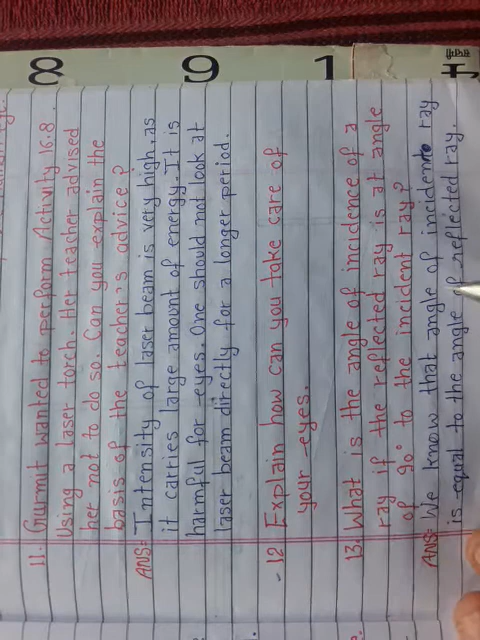 11. Gurmit wanted to perform Activity 16.8
Using a laser torch. Her teacher advised
her not to do so. Can you explain the
basis of the teacher's advice?
ANS= Intensity of laser beam is very high, as
it carries large amount of energy. It is
harmful for eyes. One should not look at
laser beam directly for a longer period.
12 Explain how can you take care of
your eyes.
13. What is the angle of incidence of a
ray if the reflected ray is at angle
of 90° to the incident ray?
ANS= We know that angle of incident ray
is equal to the angle of reflected ray.
8
9
1